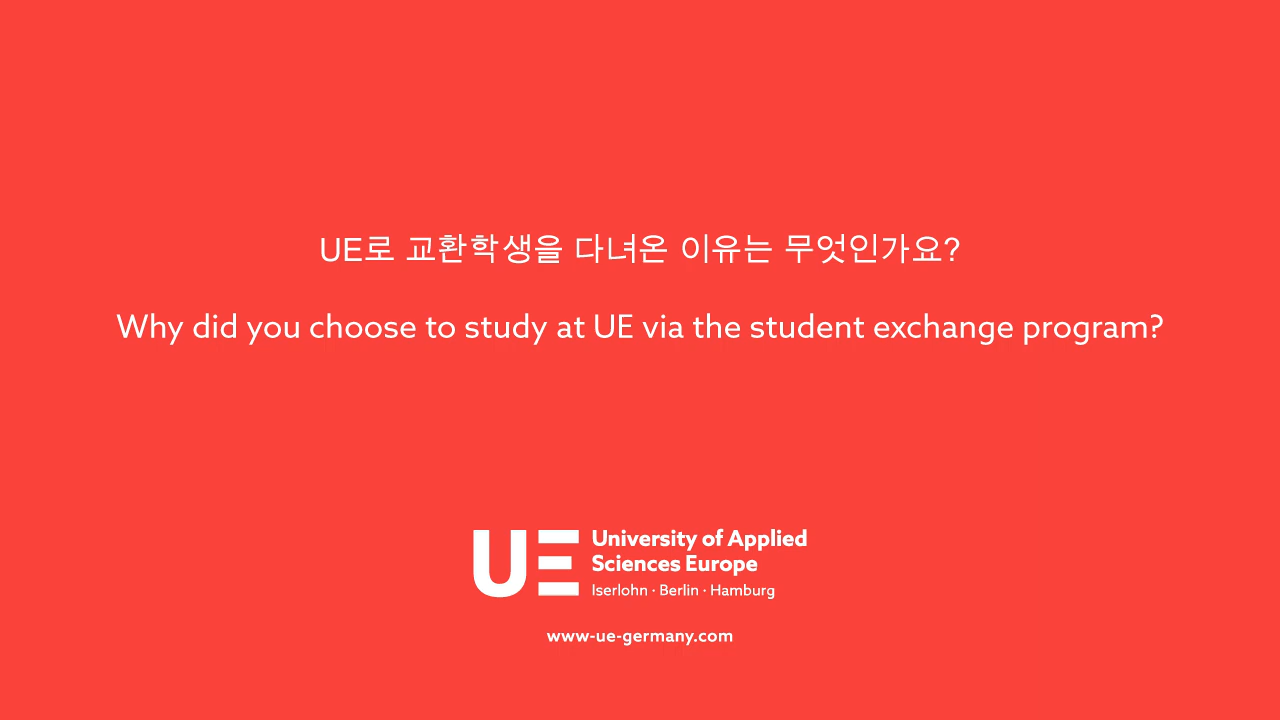 UE로 교환학생을 다녀온 이유는 무엇인가요?
Why did you choose to study at UE via the student exchange program?
UE University of Applied
Sciences Europe
Iserlohn · Berlin · Hamburg
www-ue-germany.com